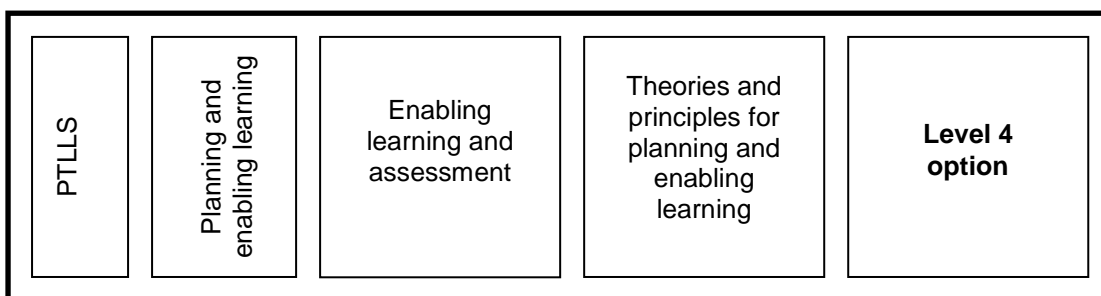 PTLLS
Planning and
enabling learning
Enabling
learning and
assessment
Theories and
principles for
planning and
enabling
learning
Level 4
option